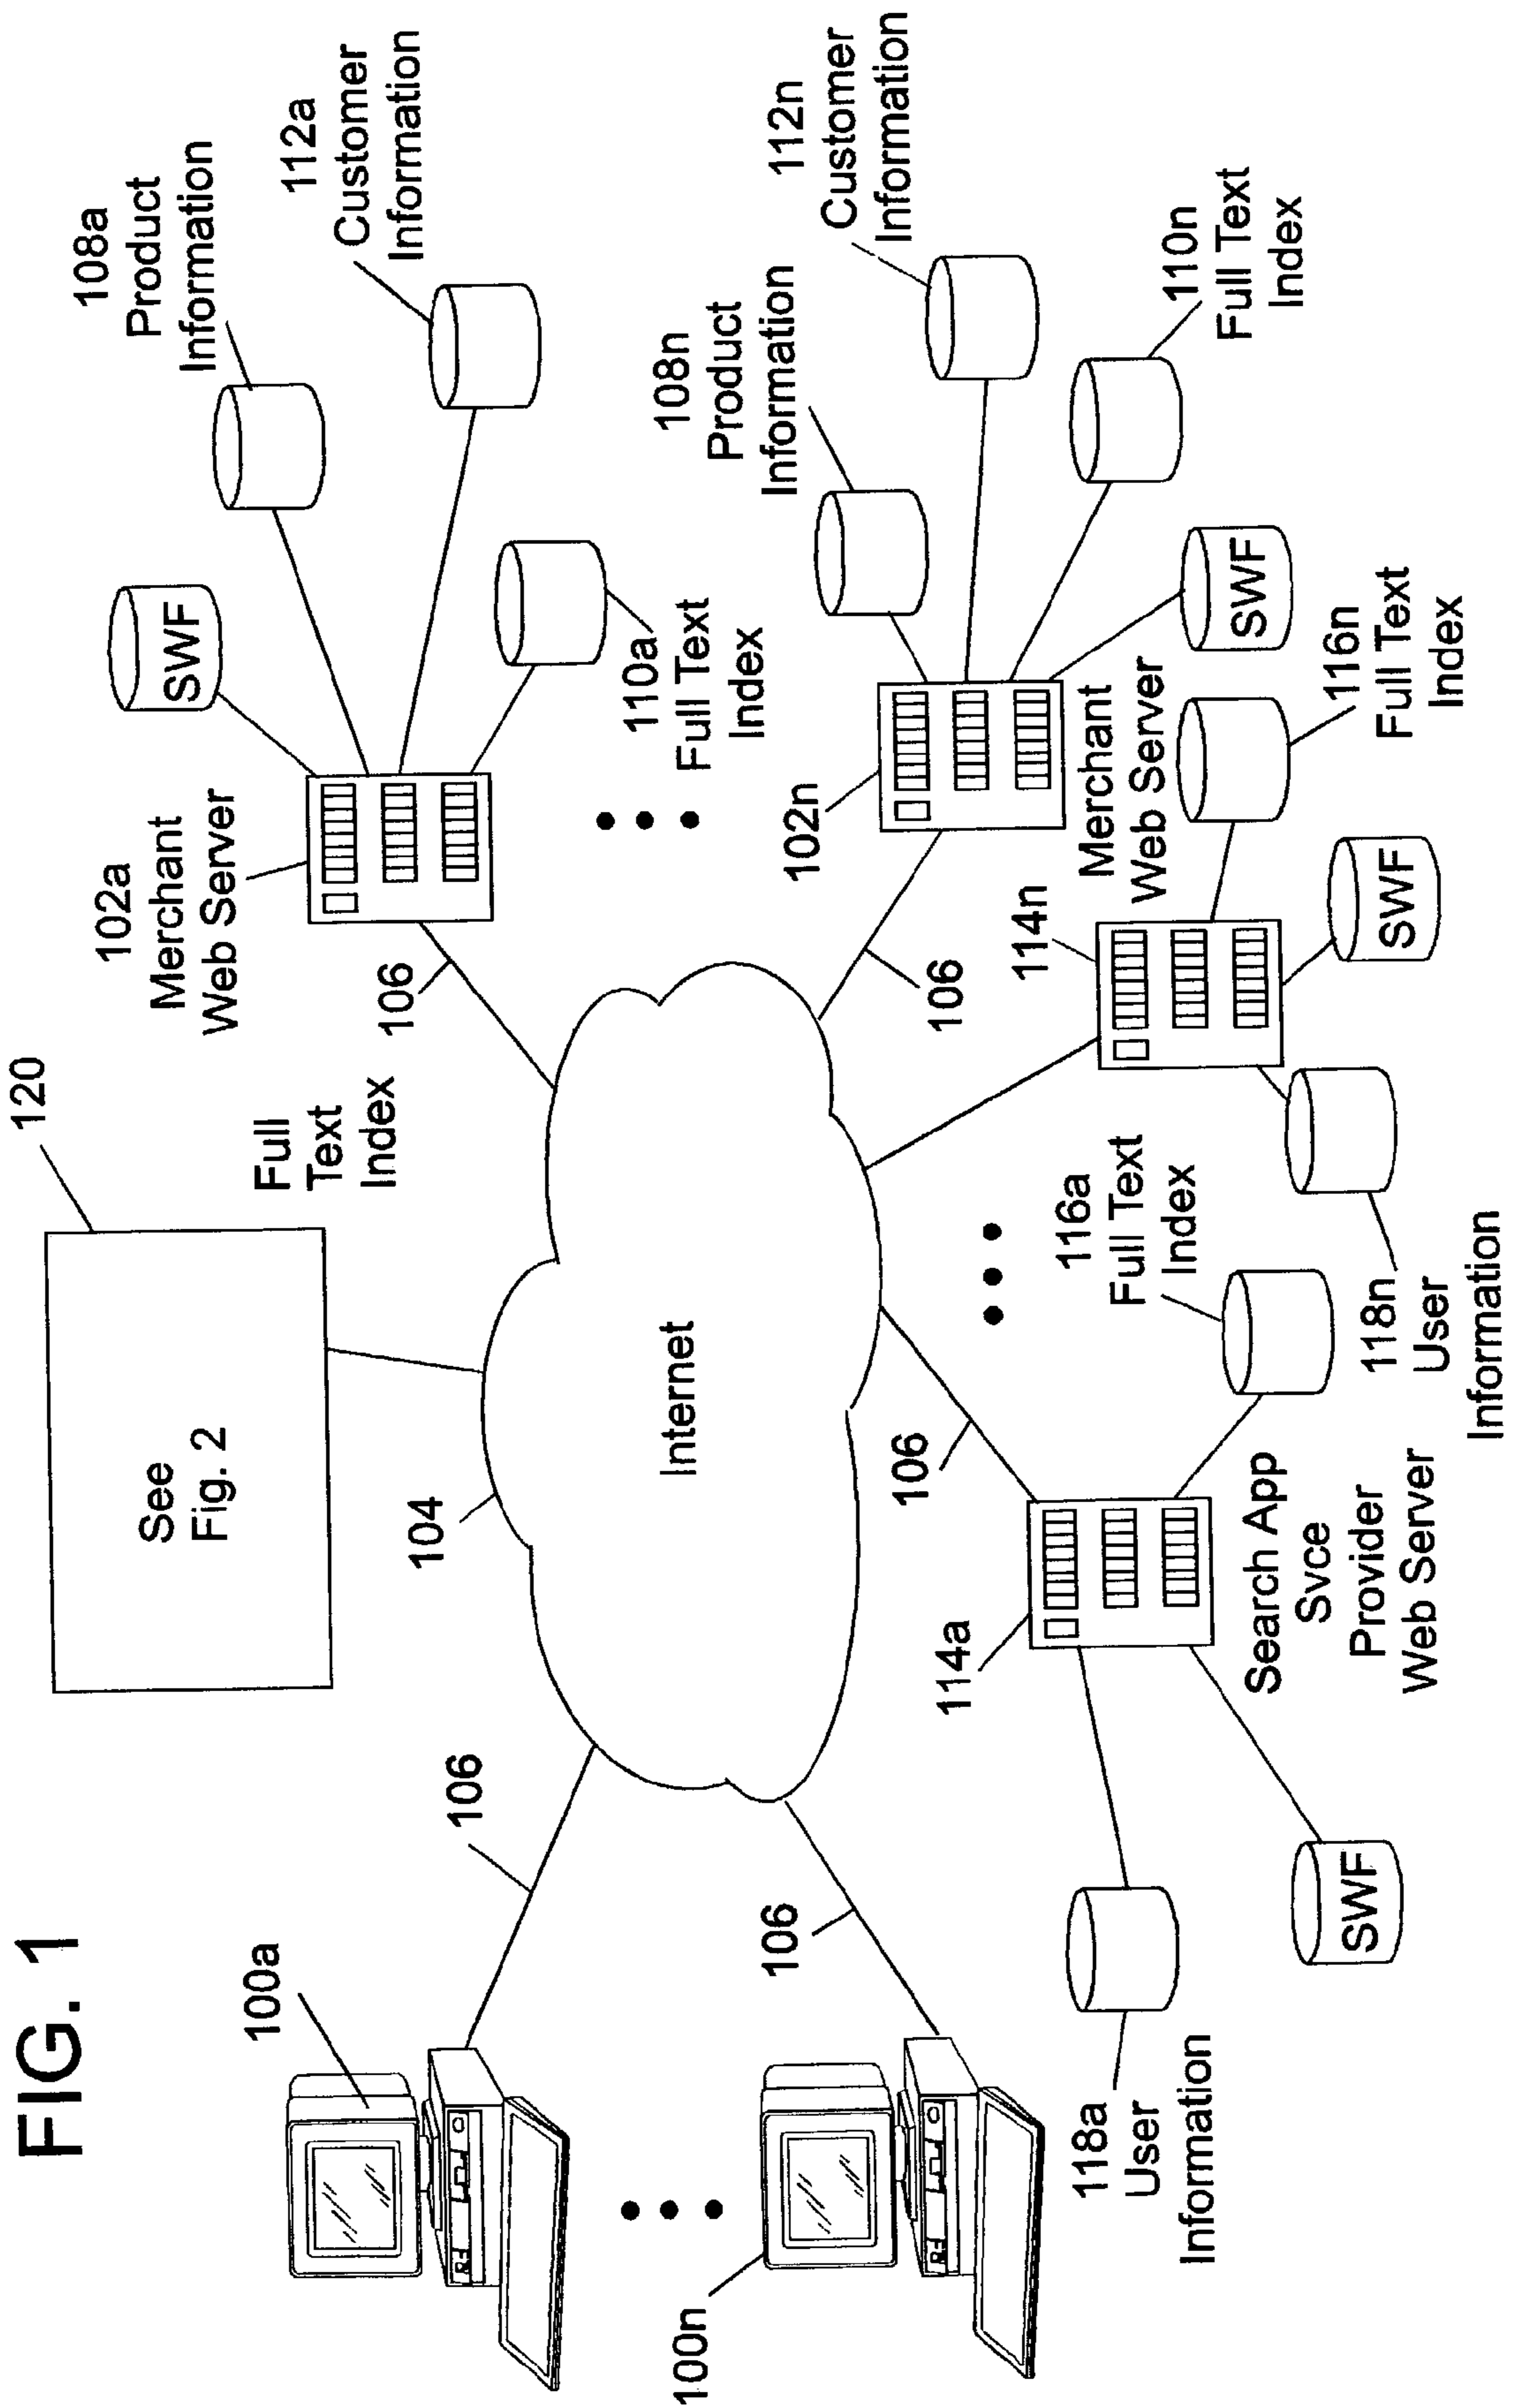 FIG. 1
120
See
Fig. 2
Full
Text
Index
102a
Merchant
Web Server
106
SWF
108a
Product
Information
112a
Customer
Information
110a
Full Text
Index
100a
106
104
Internet
106
100n
102n
Merchant
Web Server
106
108n
Product
Information
112n
Customer
Information
110n
Full Text
Index
SWF
114n
116n
Full Text
Index
SWF
118n
User
Information
116a
Full Text
Index
106
114a
Search App
Svce
Provider
Web Server
118a
User
Information
SWF